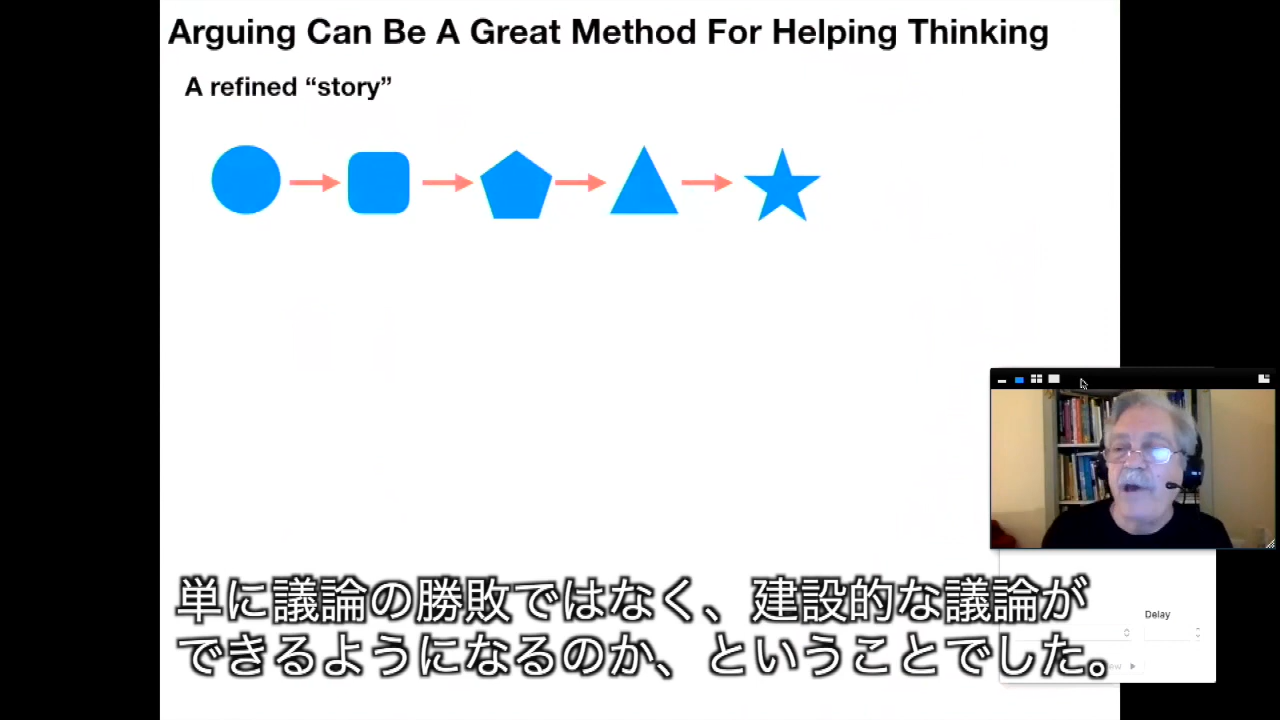 Arguing Can Be A Great Method For Helping Thinking
A refined “story”
単に議論の勝敗ではなく、建設的な議論が
できるようになるのか、ということでした。
Delay